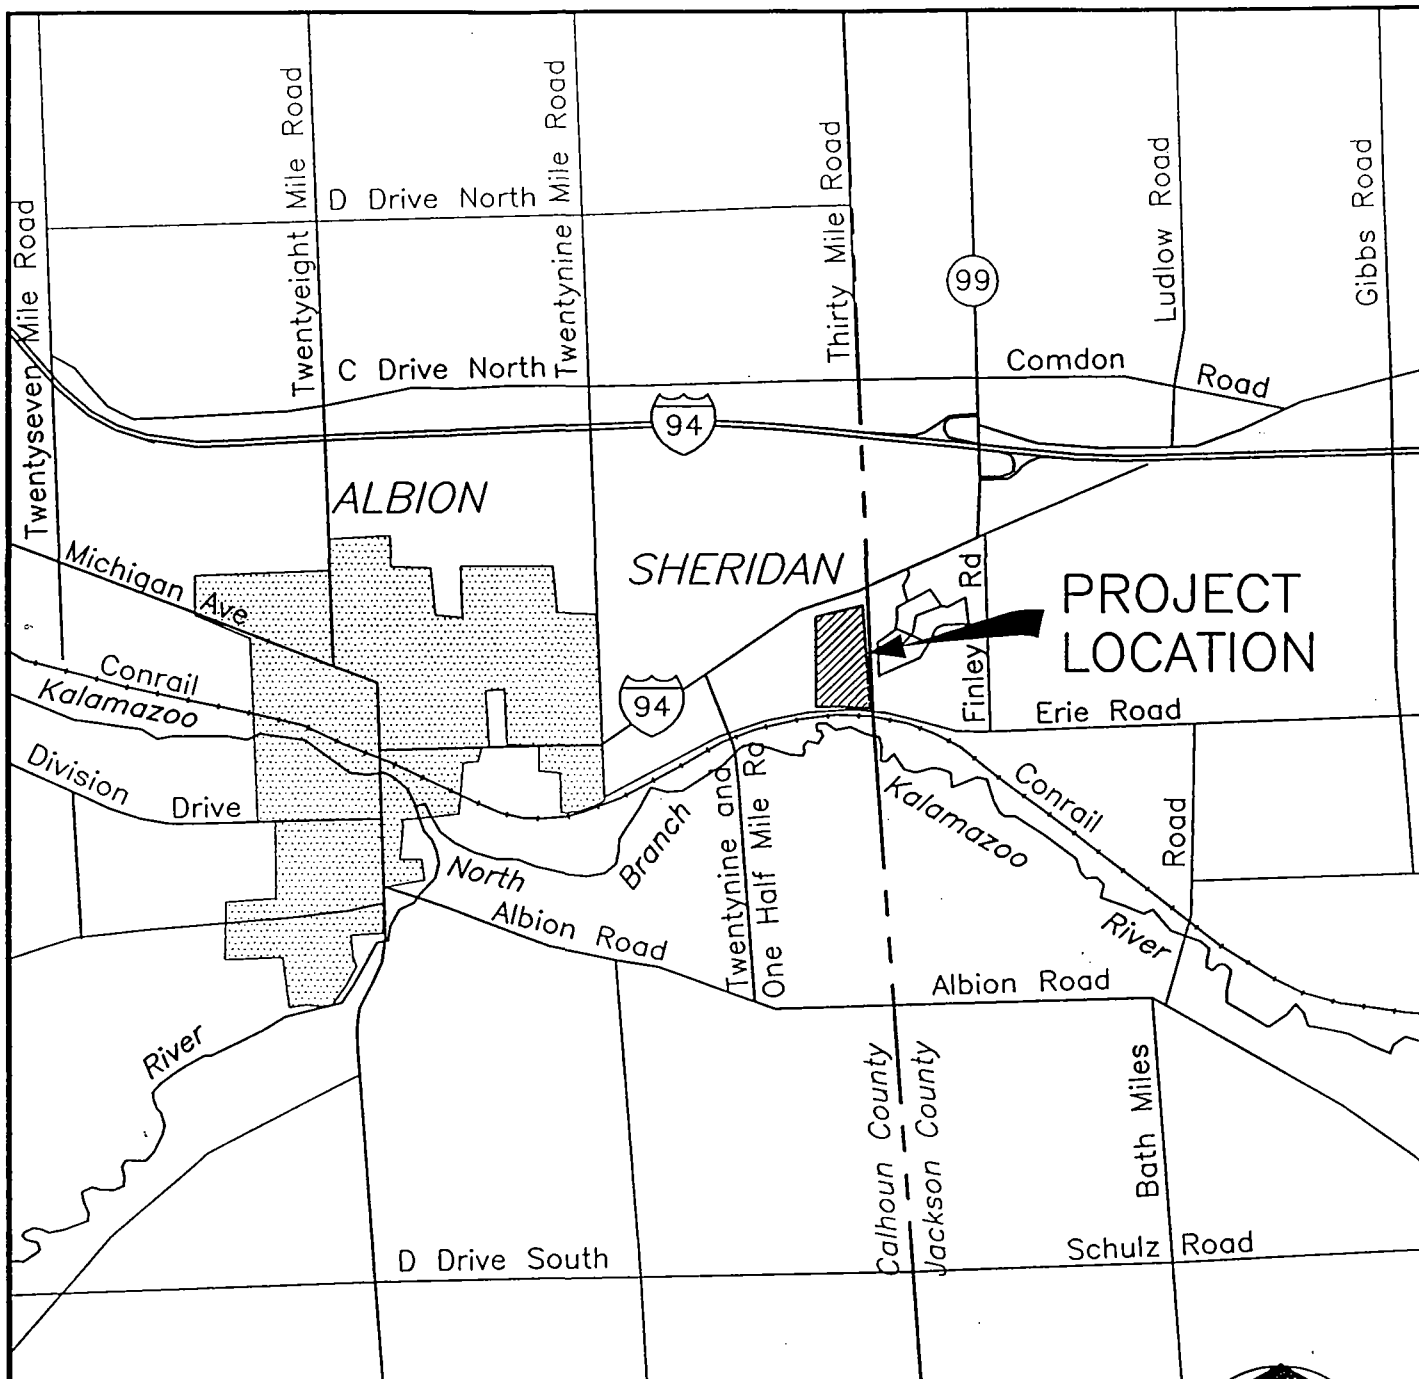 Twentyseven Mile Road
Twentyeight Mile Road
Twentynine Mile Road
Thirty Mile Road
Ludlow Road
Gibbs Road
D Drive North
99
C Drive North
Comdon Road
94
ALBION
SHERIDAN
Michigan Ave
PROJECT
LOCATION
Finley Rd
Conrail
Kalamazoo
94
Erie Road
Division Drive
Conrail
Kalamazoo
Road
North Branch
Twentynine and
One Half Mile Rd
Albion Road
River
Albion Road
River
Calhoun County
Jackson County
Bath Miles
D Drive South
Schulz Road